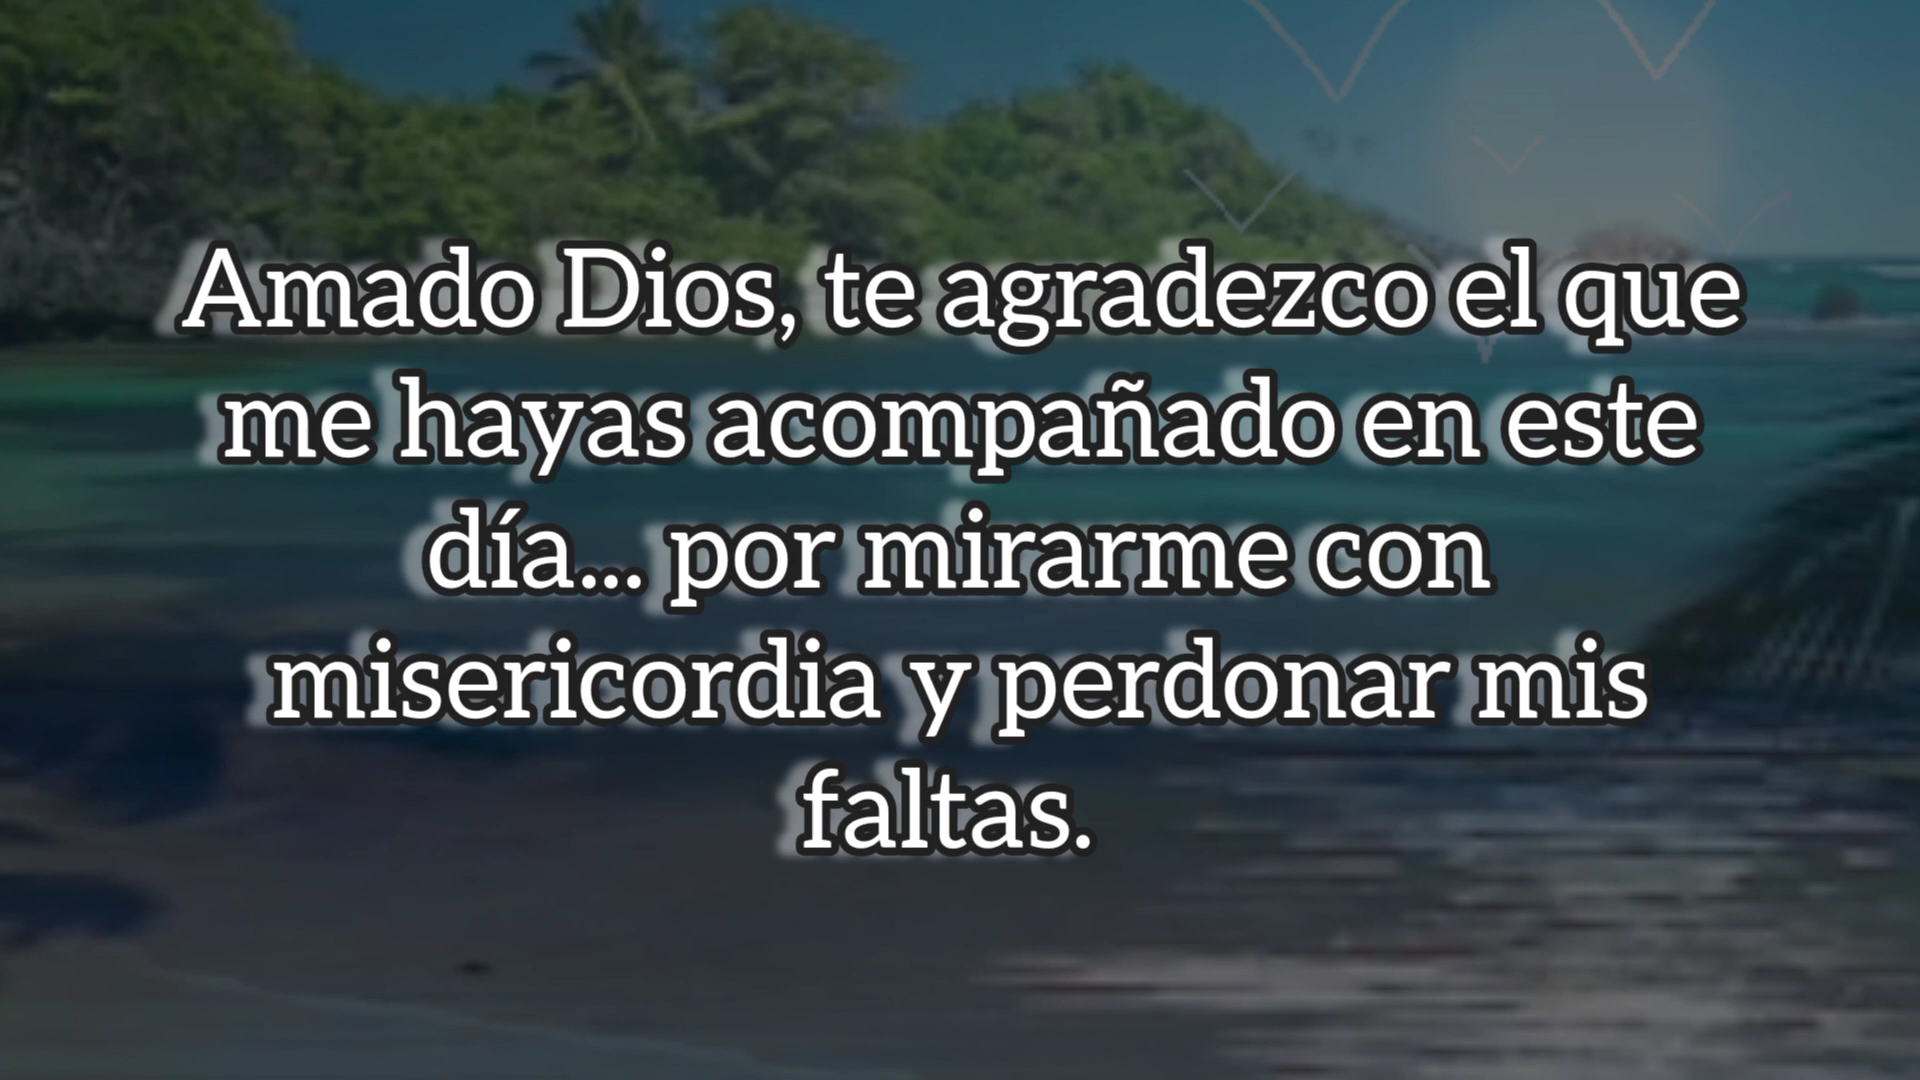 Amado Dios, te agradezco el que
me hayas acompañado en este
día... por mirarme con
misericordia y perdonar mis
faltas.